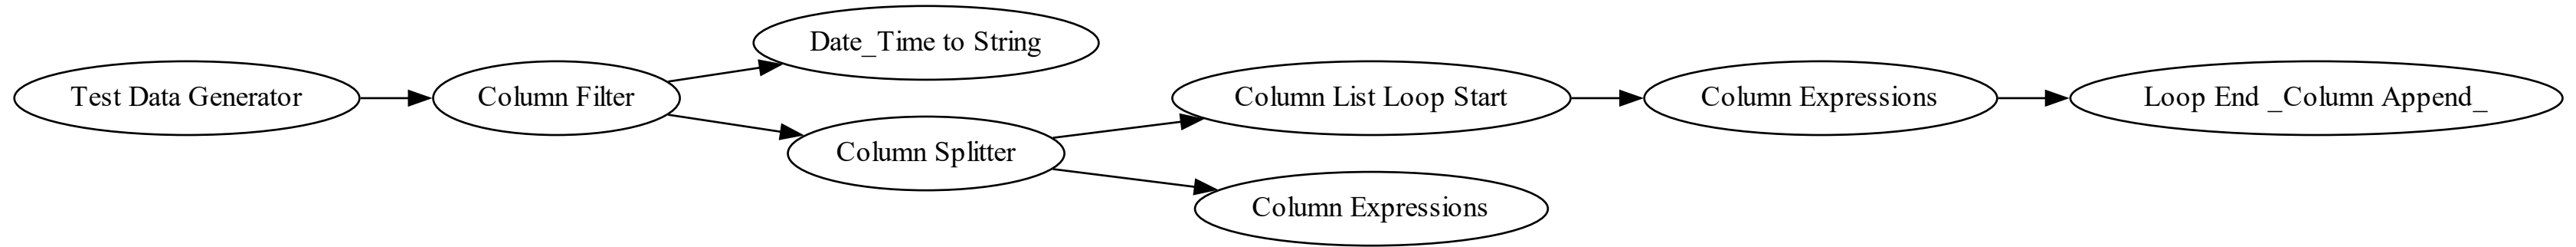 Test Data Generator
Column Filter
Date_Time to String
Column Splitter
Column List Loop Start
Column Expressions
Column Expressions
Loop End _Column Append_